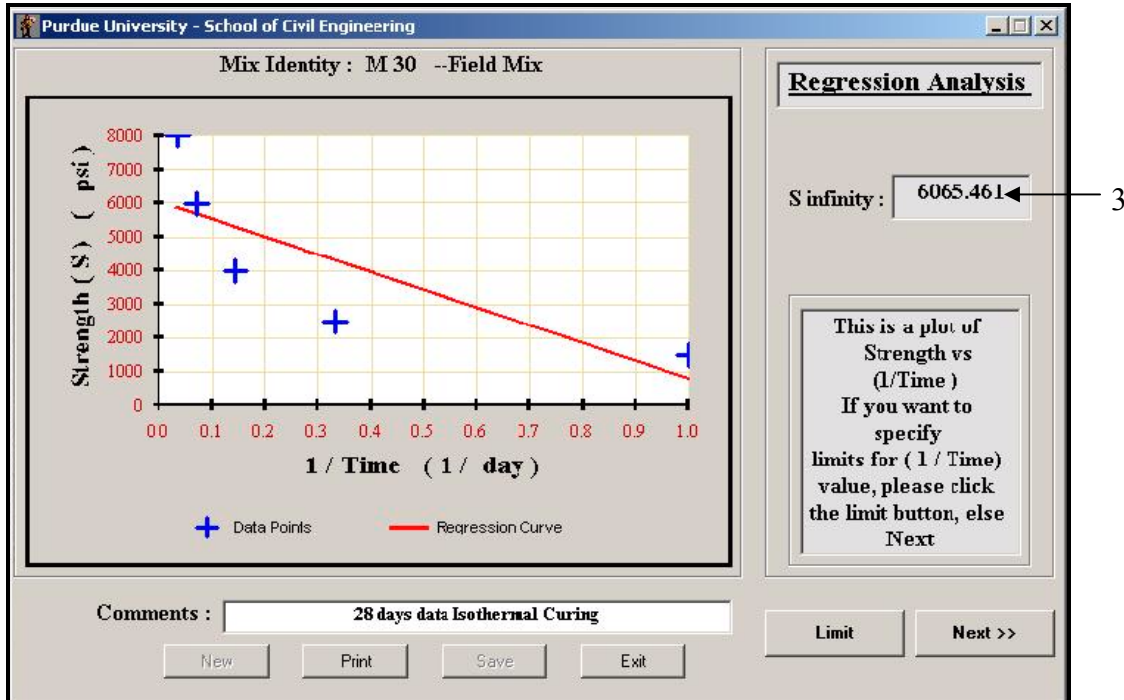 Purdue University - School of Civil Engineering
Mix Identity : M 30 --Field Mix
Strength ( S ) ( psi )
8000
7000
6000
5000
4000
3000
2000
1000
0
0.0 0.1 0.2 0.3 0.4 0.5 0.6 0.7 0.8 0.9 1.0
1 / Time ( 1 / day )
Data Points Regression Curve
Regression Analysis
S infinity : 6065.461
3
This is a plot of
Strength vs
(1/Time )
If you want to
specify
limits for ( 1 / Time)
value, please click
the limit button, else
Next
Comments : 28 days data Isothermal Curing
New Print Save Exit
Limit Next >>